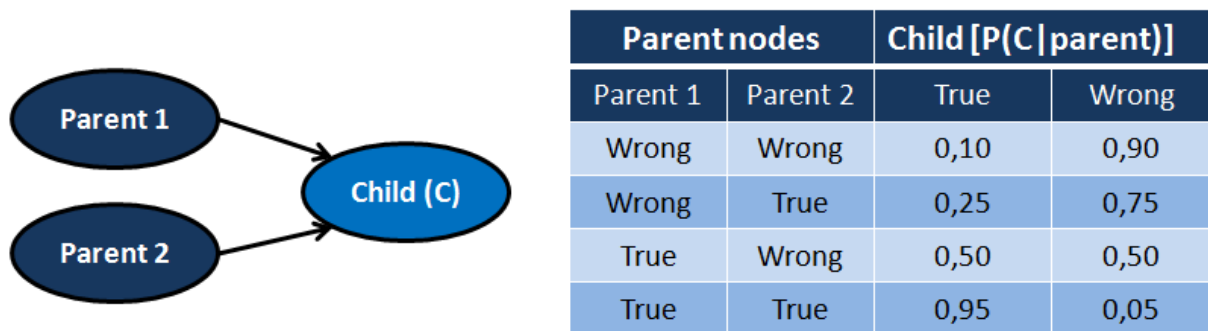 Parent 1
Parent 2
Child (C)
Parent nodes Child [P(C|parent)]
Parent 1 Parent 2 True Wrong
Wrong Wrong 0,10 0,90
Wrong True 0,25 0,75
True Wrong 0,50 0,50
True True 0,95 0,05